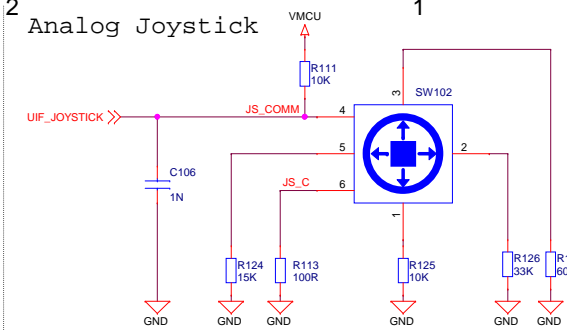 2
1
Analog Joystick
VMCU
R111
10K
3
SW102
UIF_JOYSTICK
JS_COMM
4
5
2
C106
1N
JS_C
6
1
R124
15K
R113
100R
R125
10K
R126
33K
GND
GND
GND
GND
GND
GND